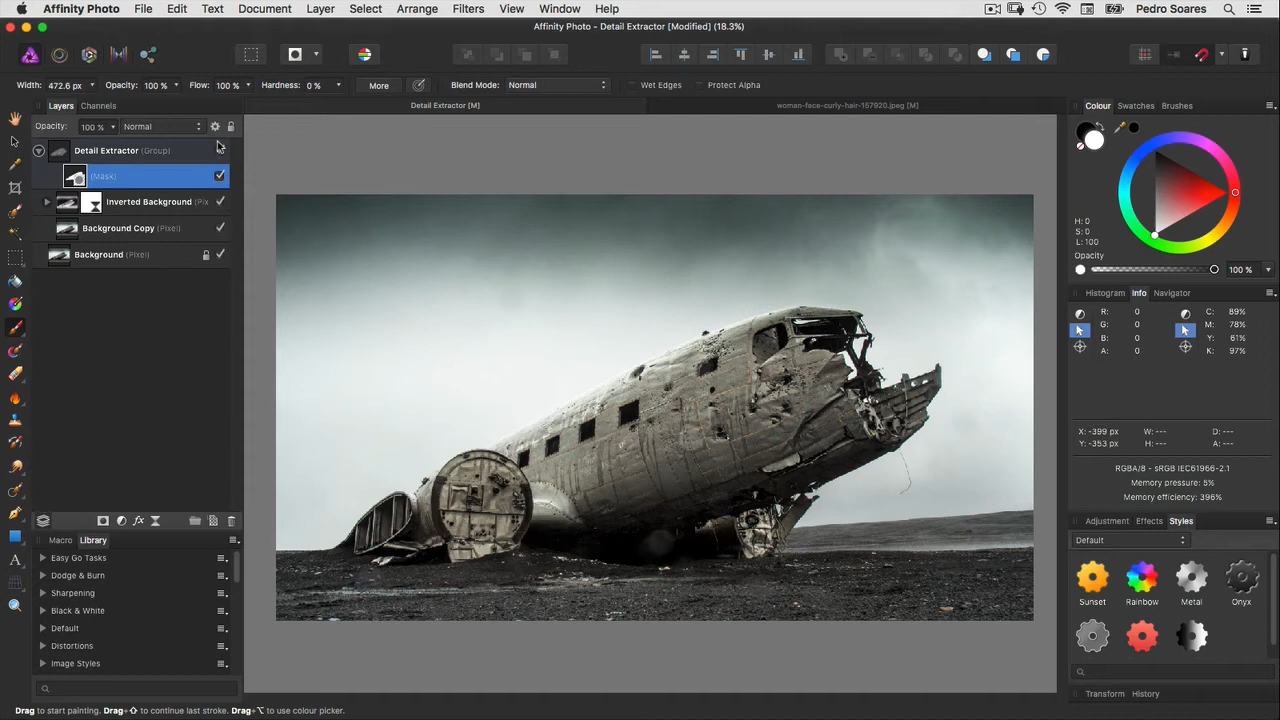 Affinity Photo File Edit Text Document Layer Select Arrange Filters View Window Help Pedro Soares
Affinity Photo - Detail Extractor [Modified] (18.3%)
Width: 472.6 px Opacity: 100 % Flow: 100 % Hardness: 0 % More Blend Mode: Normal Wet Edges Protect Alpha
Layers Channels
Detail Extractor [M] woman-face-curly-hair-157920.jpeg [M]
Colour Swatches Brushes
Opacity: 100 % Normal
Detail Extractor (Group)
(Mask)
Inverted Background (Pix
Background Copy (Pixel)
Background (Pixel)
H: 0
S: 0
L: 100
Opacity
100 %
Histogram Info Navigator
R: 0 C: 89%
G: 0 M: 78%
B: 0 Y: 61%
A: 0 K: 97%
X: -399 px W: --- D: ---
Y: -353 px H: --- A: ---
RGBA/8 - sRGB IEC61966-2.1
Memory pressure: 5%
Memory efficiency: 396%
Adjustment Effects Styles
Default
Sunset Rainbow Metal Onyx
Macro Library
Easy Go Tasks
Dodge & Burn
Sharpening
Black & White
Default
Distortions
Image Styles
Transform History
Drag to start painting. Drag+⇧ to continue last stroke. Drag+⌥ to use colour picker.